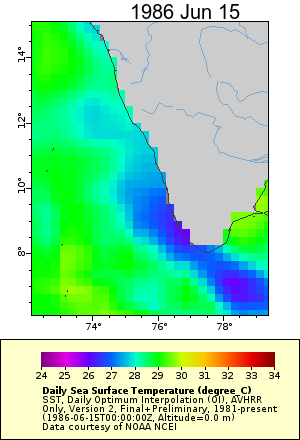 1986 Jun 15
14°
12°
10°
8°
74°
76°
78°
24 25 26 27 28 29 30 31 32 33 34
Daily Sea Surface Temperature (degree_C)
SST, Daily Optimum Interpolation (OI), AVHRR
Only, Version 2, Final+Preliminary, 1981-present
(1986-06-15T00:00:00Z, Altitude=0.0 m)
Data courtesy of NOAA NCEI